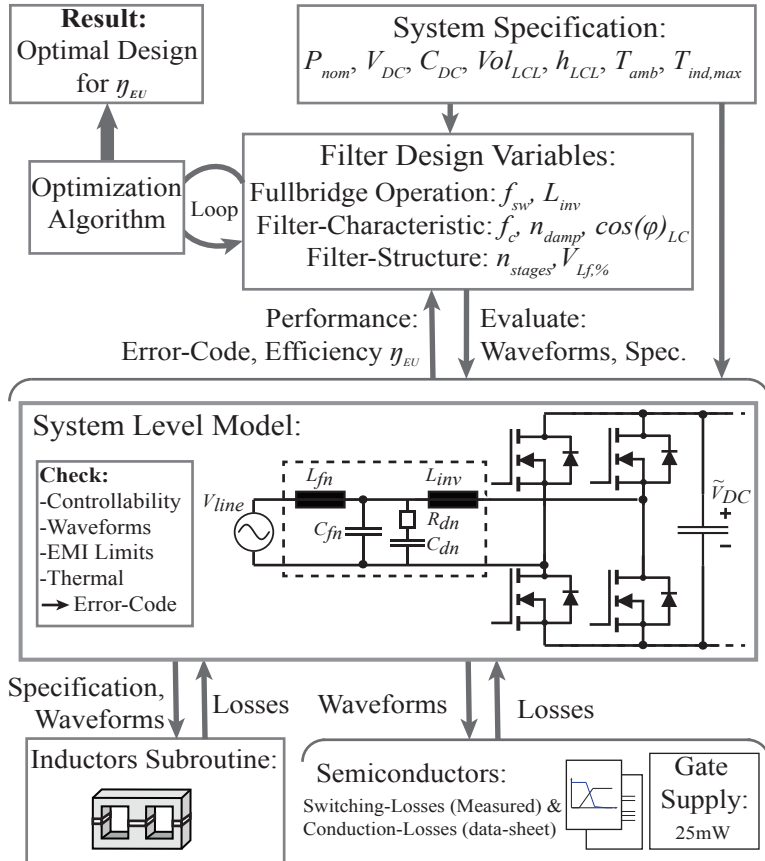 Result:
Optimal Design
for η_EU
System Specification:
P_nom, V_DC, C_DC, Vol_LCL, h_LCL, T_amb, T_ind,max
Optimization
Algorithm
Loop
Filter Design Variables:
Fullbridge Operation: f_sw, L_inv
Filter-Characteristic: f_c, n_damp, cos(φ)_LC
Filter-Structure: n_stages, V_Lf,%
Performance:
Error-Code, Efficiency η_EU
Evaluate:
Waveforms, Spec.
System Level Model:
Check:
-Controllability
-Waveforms
-EMI Limits
-Thermal
→ Error-Code
V_line
L_fn
L_inv
C_fn
R_dn
C_dn
Ṽ_DC
+
−
Specification,
Waveforms
Losses
Waveforms
Losses
Inductors Subroutine:
Semiconductors:
Switching-Losses (Measured) &
Conduction-Losses (data-sheet)
Gate
Supply:
25mW